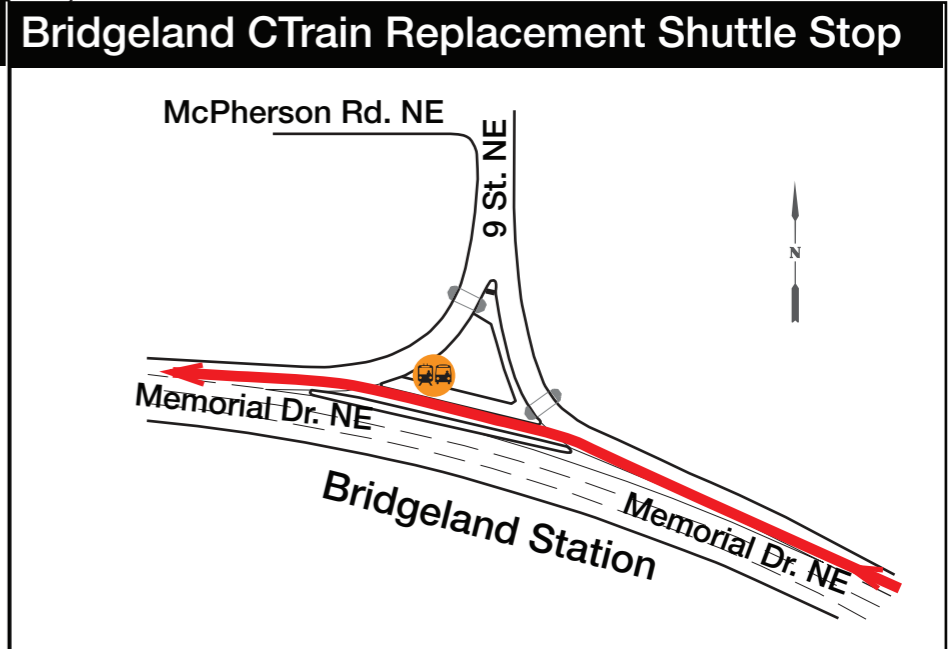 Bridgeland CTrain Replacement Shuttle Stop
McPherson Rd. NE
9 St. NE
N
Memorial Dr. NE
Bridgeland Station
Memorial Dr. NE